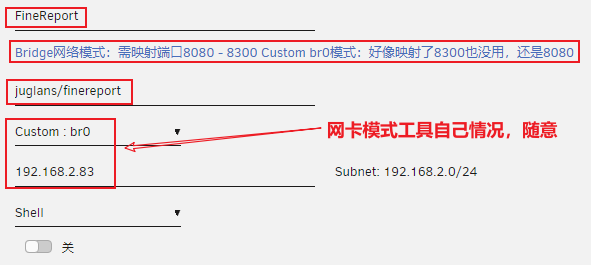 FineReport
Bridge网络模式：需映射端口8080 - 8300 Custom br0模式：好像映射了8300也没用，还是8080
juglans/finereport
Custom : br0
网卡模式工具自己情况，随意
192.168.2.83
Subnet: 192.168.2.0/24
Shell
关